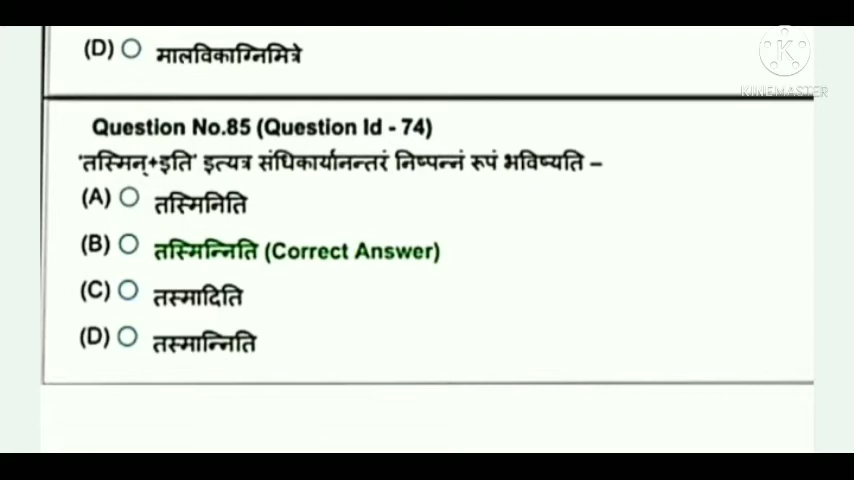 (D) मालविकाग्निमित्रे
K
KINEMASTER
Question No.85 (Question Id - 74)
'तस्मिन्+इति' इत्यत्र संधिकार्यानन्तरं निष्पन्नं रूपं भविष्यति –
(A) तस्मिनिति
(B) तस्मिन्निति (Correct Answer)
(C) तस्मादिति
(D) तस्मान्निति